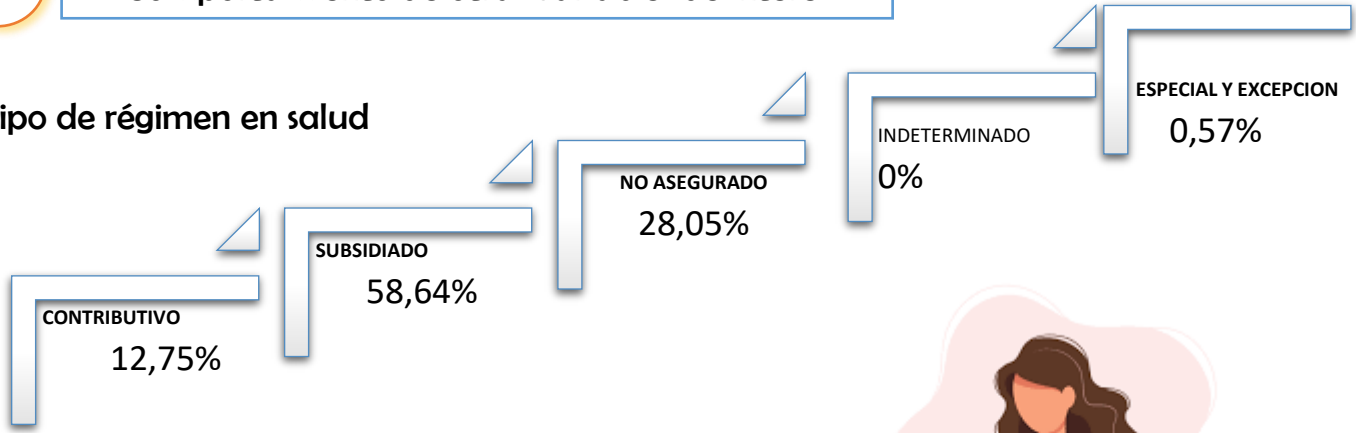 ipo de régimen en salud
CONTRIBUTIVO
12,75%
SUBSIDIADO
58,64%
NO ASEGURADO
28,05%
INDETERMINADO
0%
ESPECIAL Y EXCEPCION
0,57%